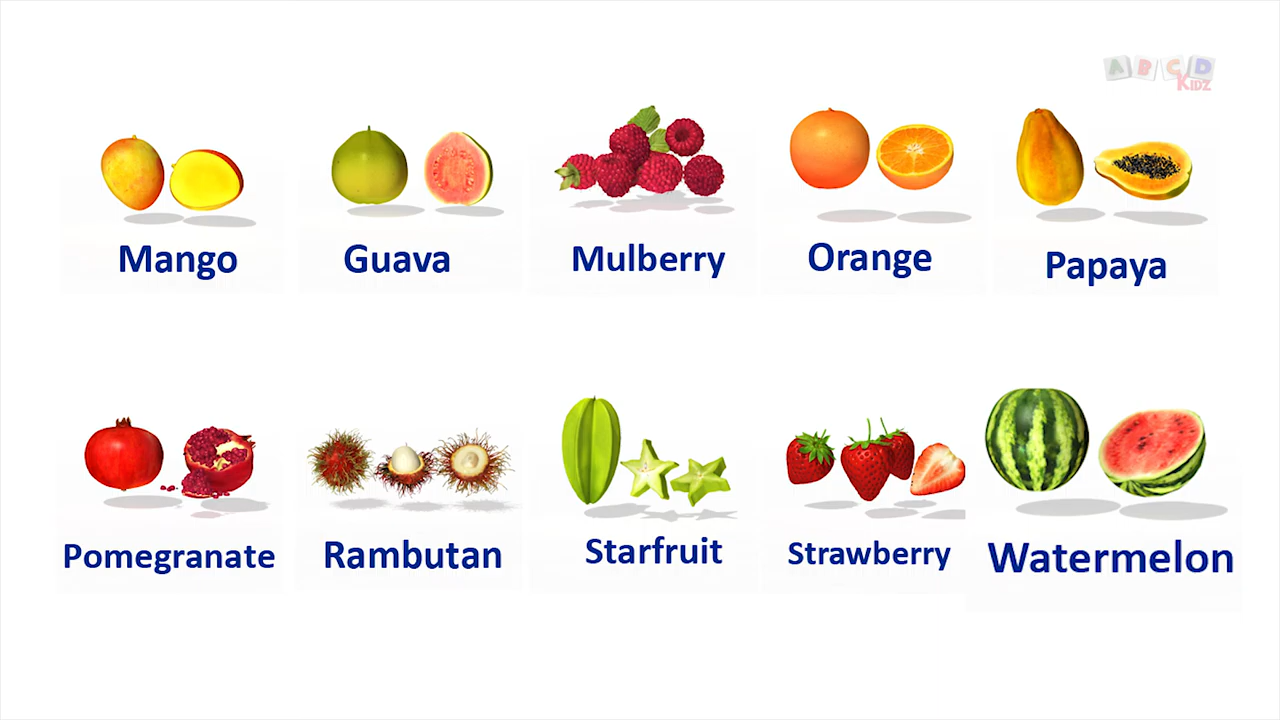 ABCD
KIDZ
Mango
Guava
Mulberry
Orange
Papaya
Pomegranate
Rambutan
Starfruit
Strawberry
Watermelon